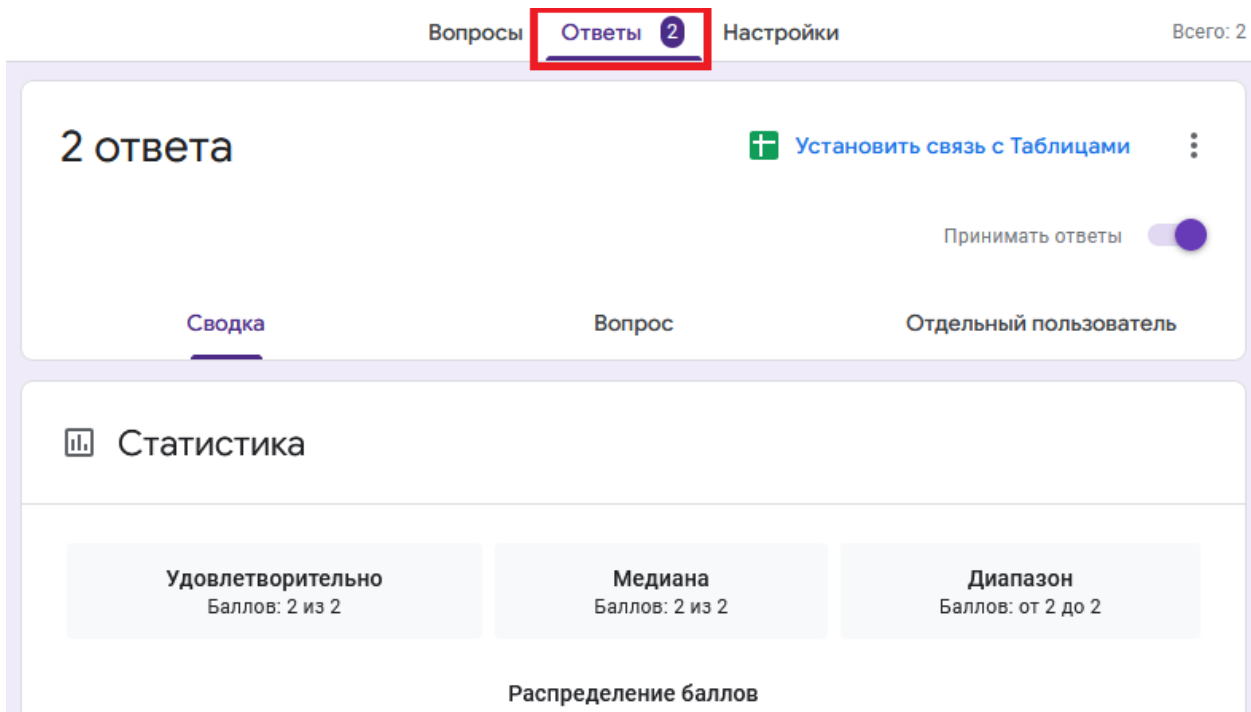 Вопросы Ответы 2 Настройки Всего: 2
2 ответа Установить связь с Таблицами
Принимать ответы
Сводка Вопрос Отдельный пользователь
Статистика
Удовлетворительно Медиана Диапазон
Баллов: 2 из 2 Баллов: 2 из 2 Баллов: от 2 до 2
Распределение баллов